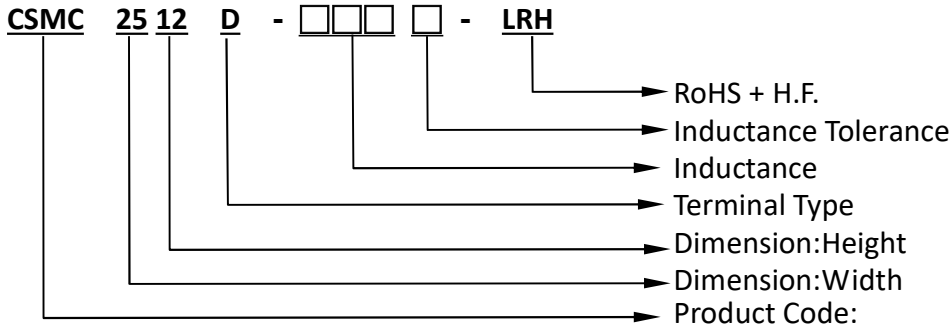 CSMC 25 12 D - □□□ □ - LRH
RoHS + H.F.
Inductance Tolerance
Inductance
Terminal Type
Dimension:Height
Dimension:Width
Product Code: